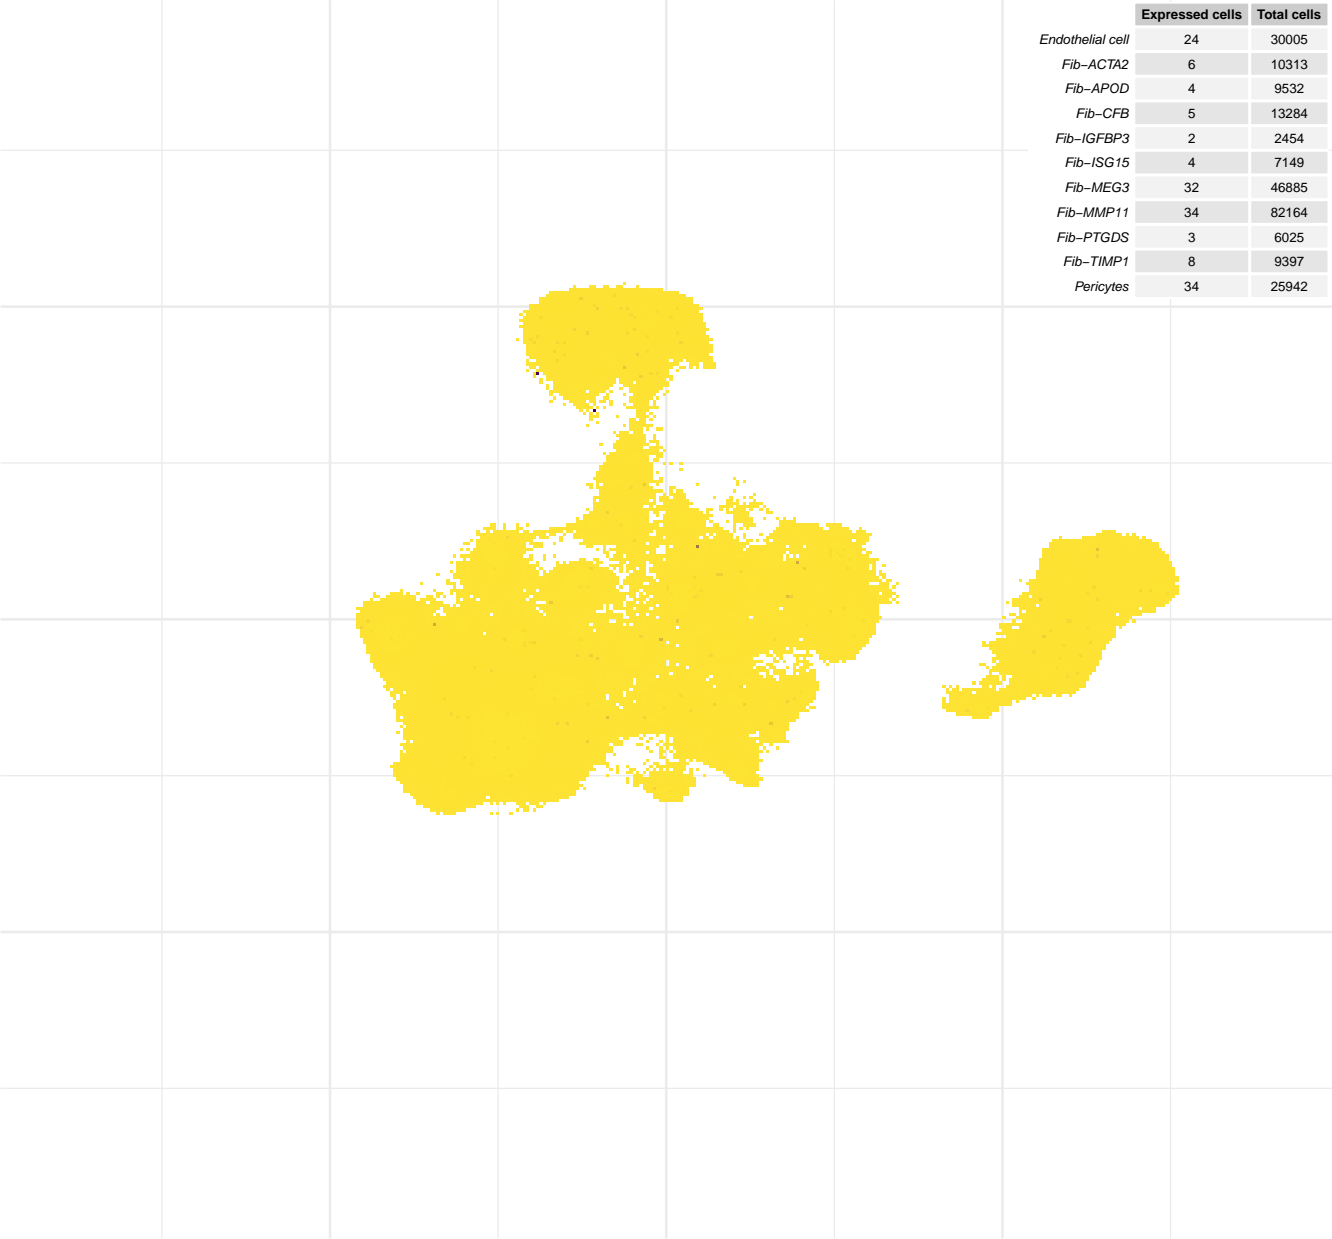 Expressed cells Total cells
Endothelial cell 24 30005
Fib−ACTA2 6 10313
Fib−APOD 4 9532
Fib−CFB 5 13284
Fib−IGFBP3 2 2454
Fib−ISG15 4 7149
Fib−MEG3 32 46885
Fib−MMP11 34 82164
Fib−PTGDS 3 6025
Fib−TIMP1 8 9397
Pericytes 34 25942